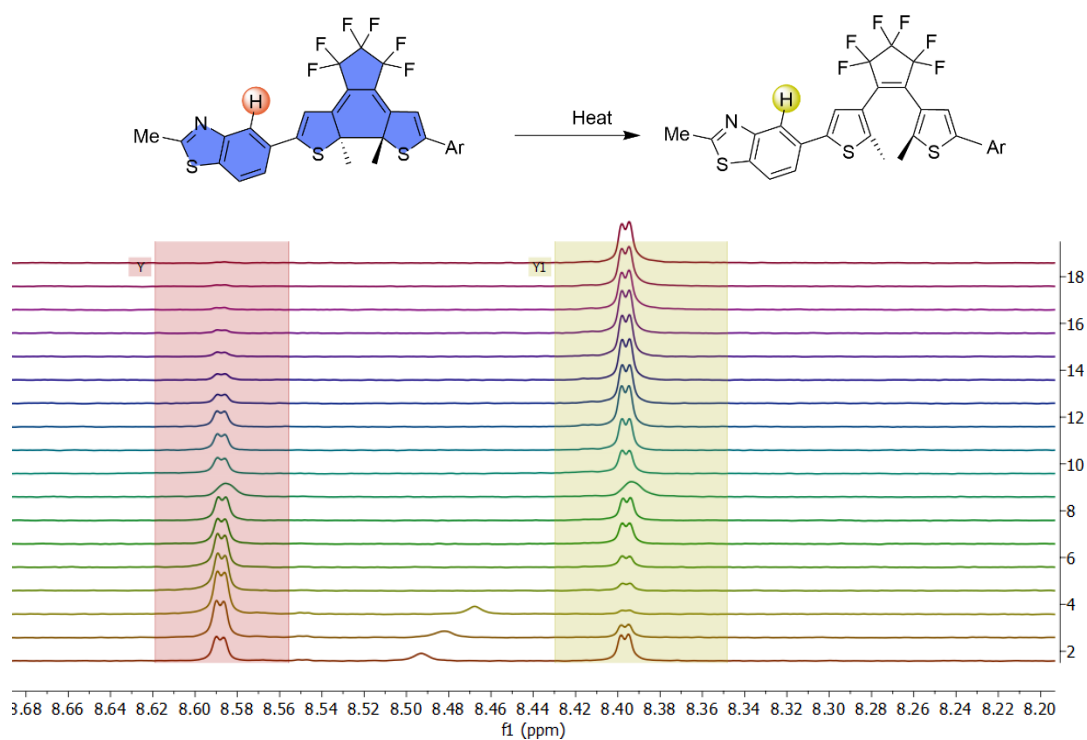 F F F F
F F F F
F F
F F
H
H
Me N
S S S Ar
Heat
Me N
S S S Ar
Y
Y1
18
16
14
12
10
8
6
4
2
8.68 8.66 8.64 8.62 8.60 8.58 8.56 8.54 8.52 8.50 8.48 8.46 8.44 8.42 8.40 8.38 8.36 8.34 8.32 8.30 8.28 8.26 8.24 8.22 8.20
f1 (ppm)